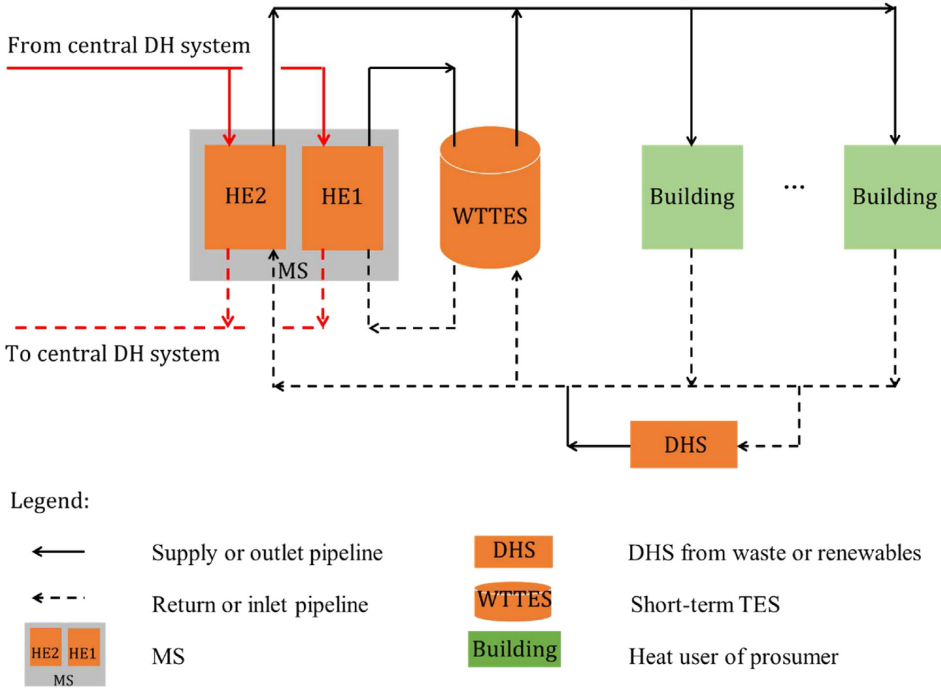 From central DH system
HE2
HE1
MS
WTTES
Building
...
Building
To central DH system
DHS
Legend:
Supply or outlet pipeline
DHS
DHS from waste or renewables
Return or inlet pipeline
WTTES
Short-term TES
HE2
HE1
MS
MS
Building
Heat user of prosumer